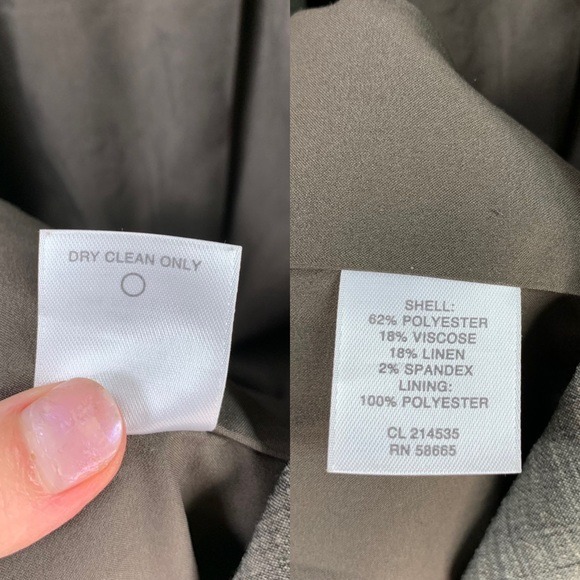 DRY CLEAN ONLY
SHELL:
62% POLYESTER
18% VISCOSE
18% LINEN
2% SPANDEX
LINING:
100% POLYESTER
CL 214535
RN 58665